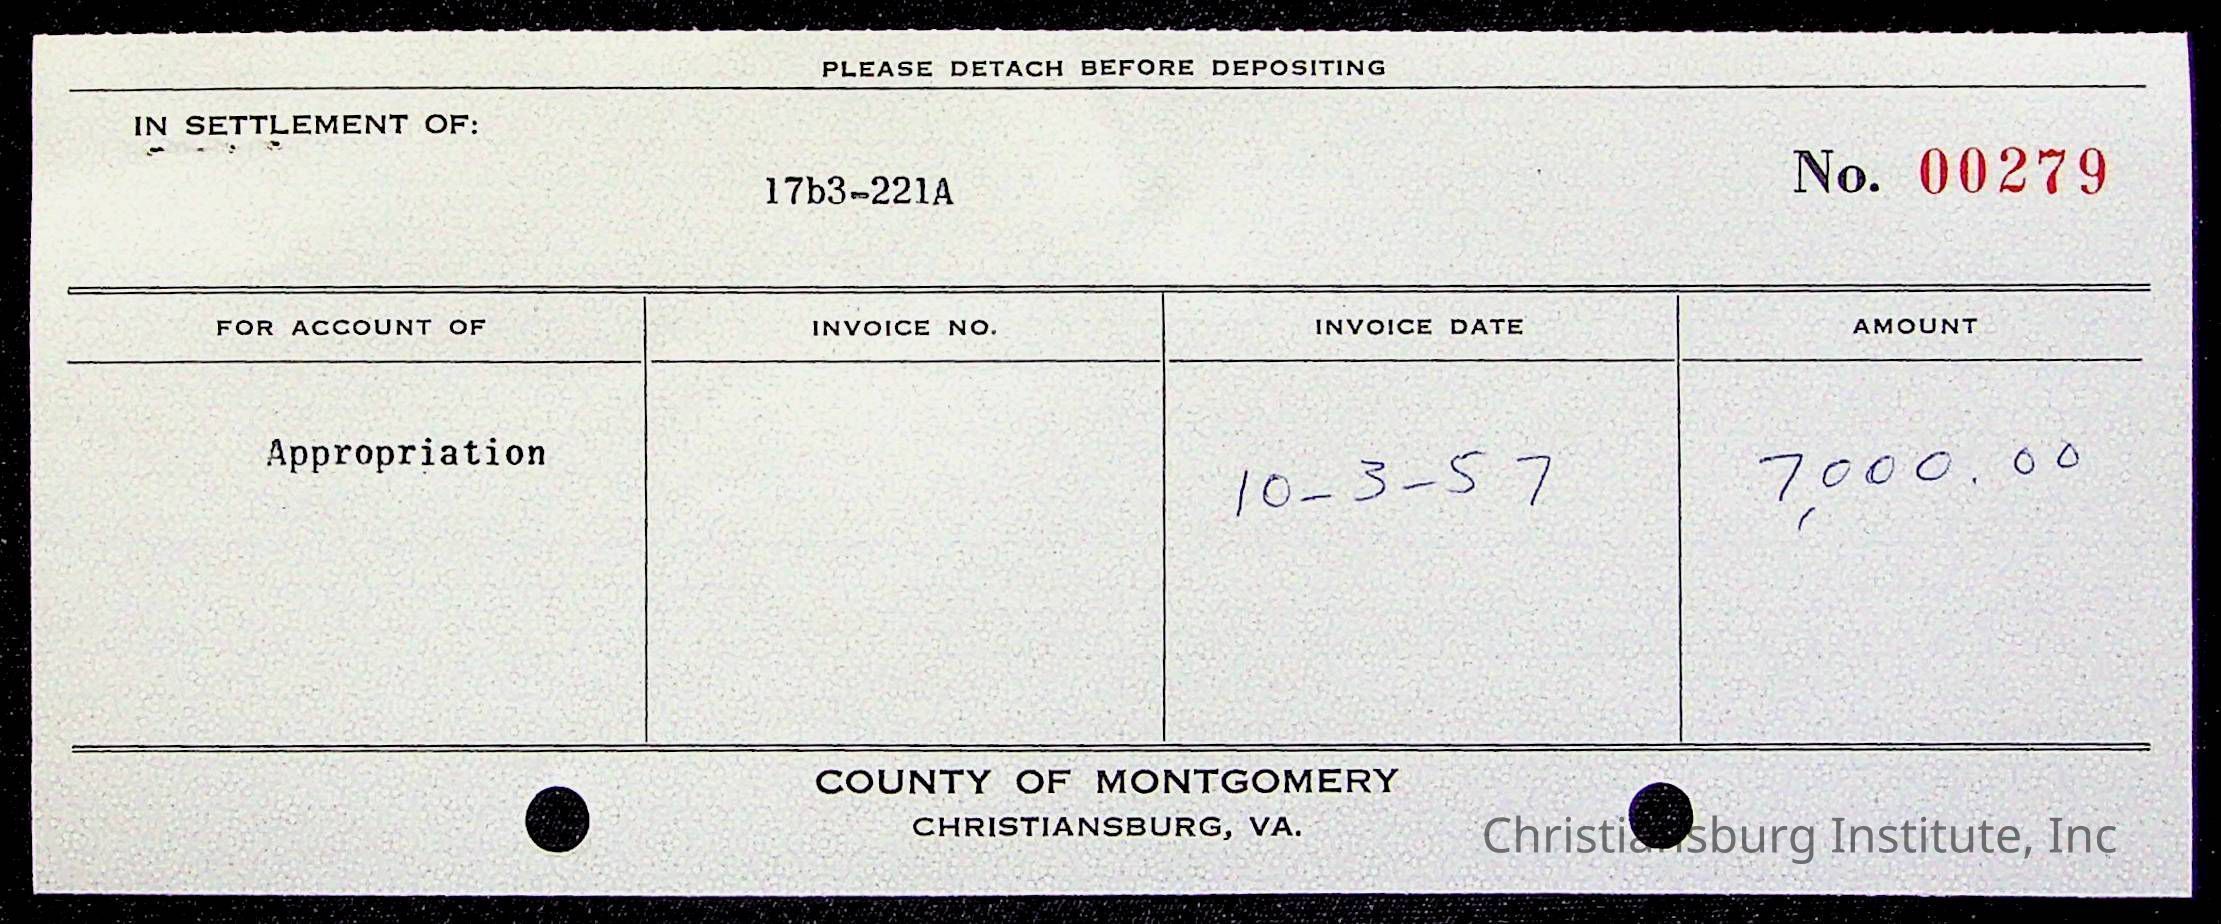 PLEASE DETACH BEFORE DEPOSITING
IN SETTLEMENT OF:
No. 00279
17b3-221A
FOR ACCOUNT OF INVOICE NO. INVOICE DATE AMOUNT
Appropriation 10-3-57 7,000.00
COUNTY OF MONTGOMERY
CHRISTIANSBURG, VA.
Christiansburg Institute, Inc